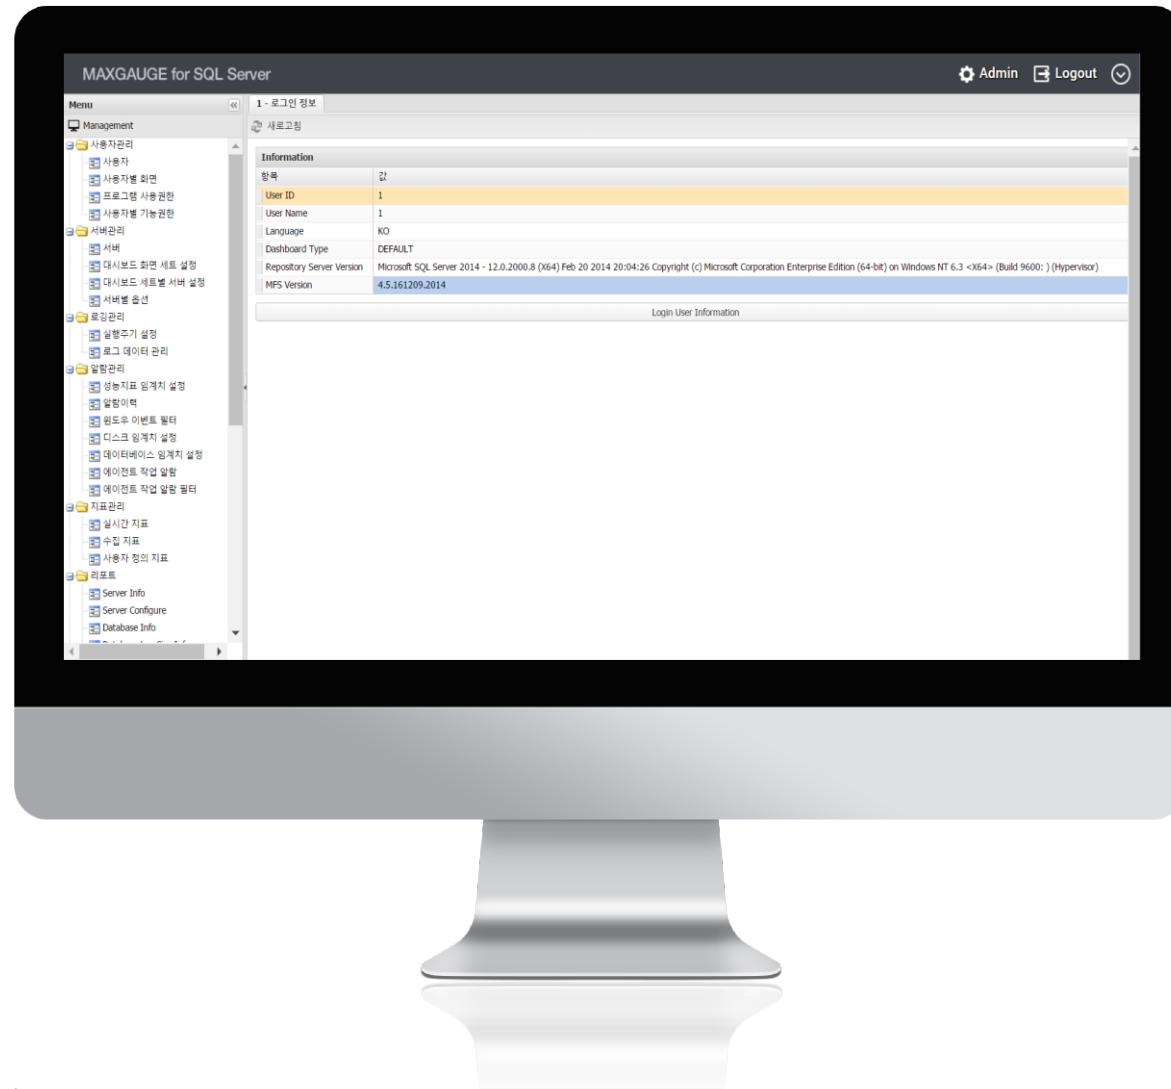 MAXGAUGE for SQL Server
Admin
Logout
Menu
1 - 로그인 정보
Management
새로고침
사용자관리
사용자
사용자별 화면
프로그램 사용권한
사용자별 기능권한
서버관리
서버
대시보드 화면 세트 설정
대시보드 세트별 서버 설정
서버별 옵션
로깅관리
실행주기 설정
로그 데이터 관리
알람관리
성능지표 임계치 설정
알람이력
윈도우 이벤트 필터
디스크 임계치 설정
데이터베이스 임계치 설정
에이전트 작업 알람
에이전트 작업 알람 필터
지표관리
실시간 지표
수집 지표
사용자 정의 지표
리포트
Server Info
Server Configure
Database Info
Information
항목 값
User ID 1
User Name 1
Language KO
Dashboard Type DEFAULT
Repository Server Version Microsoft SQL Server 2014 - 12.0.2000.8 (X64) Feb 20 2014 20:04:26 Copyright (c) Microsoft Corporation Enterprise Edition (64-bit) on Windows NT 6.3 <X64> (Build 9600: ) (Hypervisor)
MFS Version 4.5.161209.2014
Login User Information